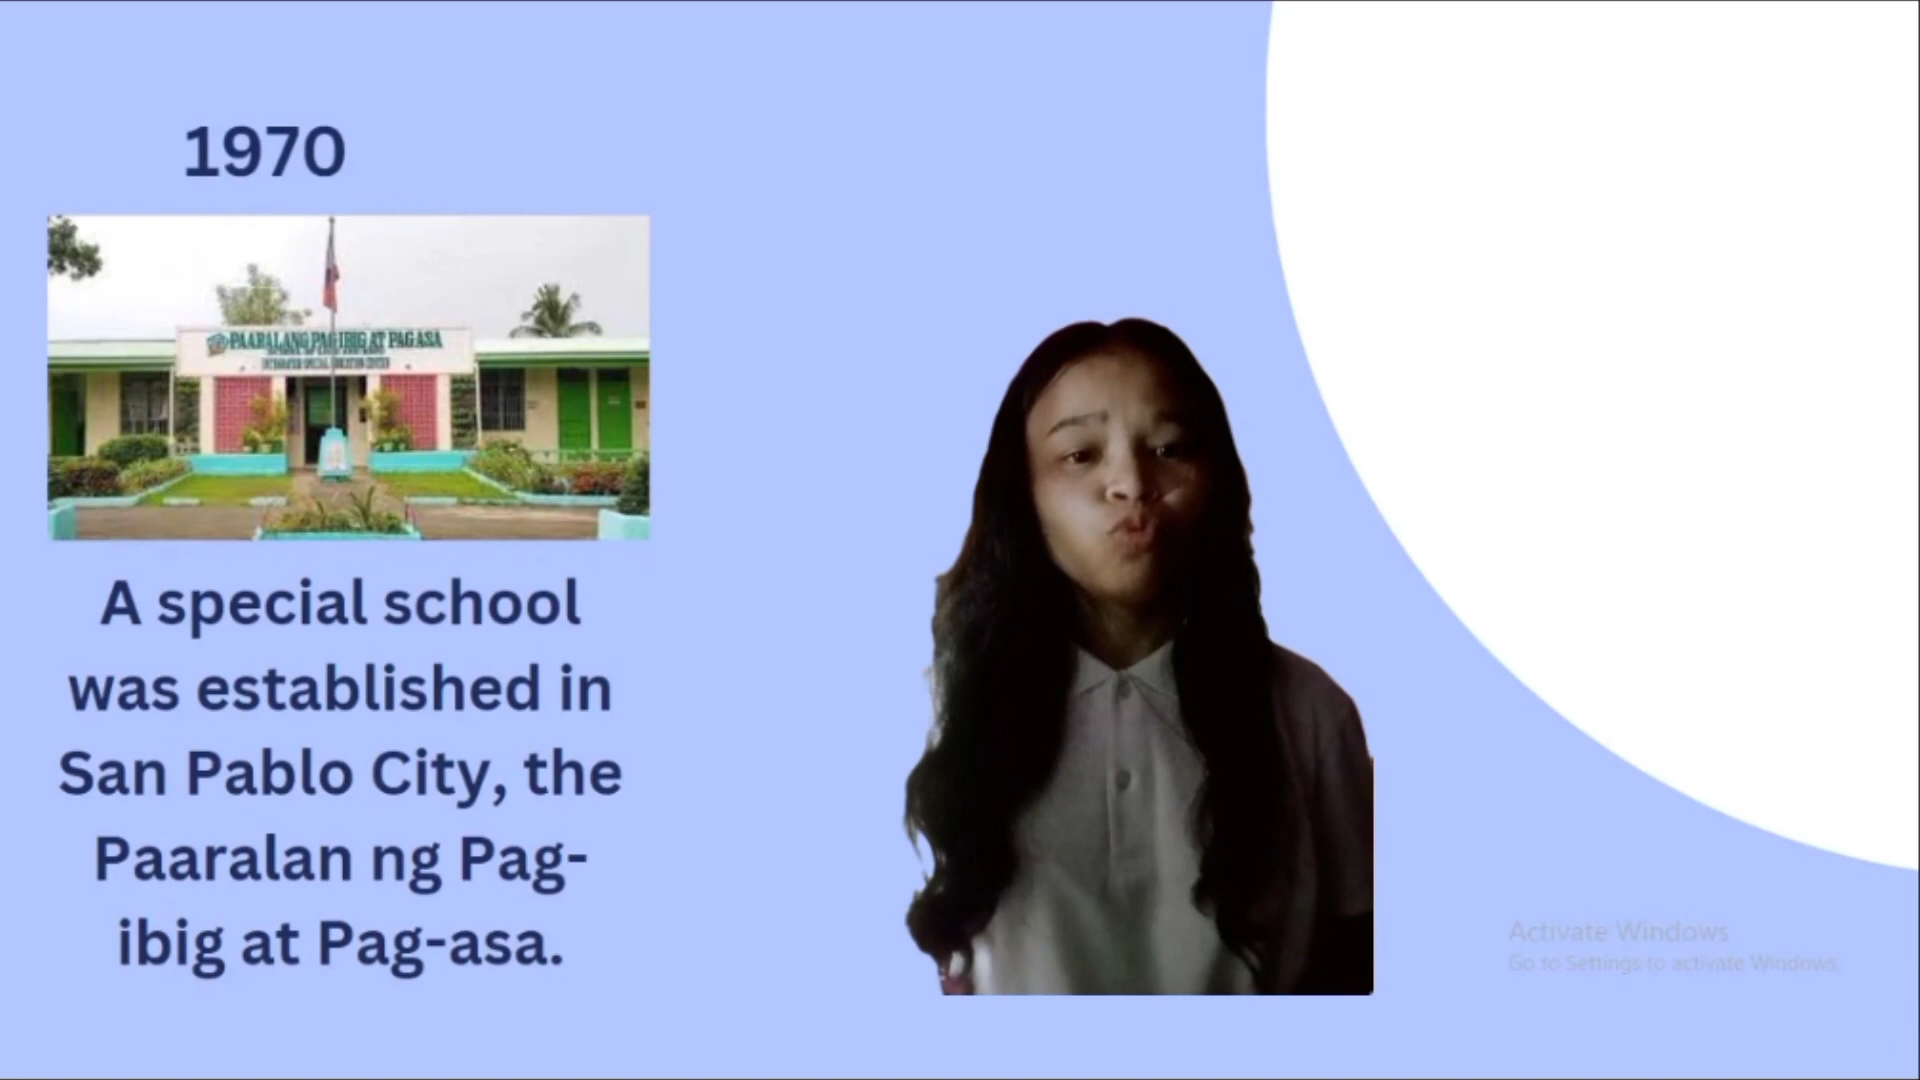 1970
PAARALANG PAG-IBIG AT PAG-ASA
A special school
was established in
San Pablo City, the
Paaralan ng Pag-
ibig at Pag-asa.
Activate Windows
Go to Settings to activate Windows.